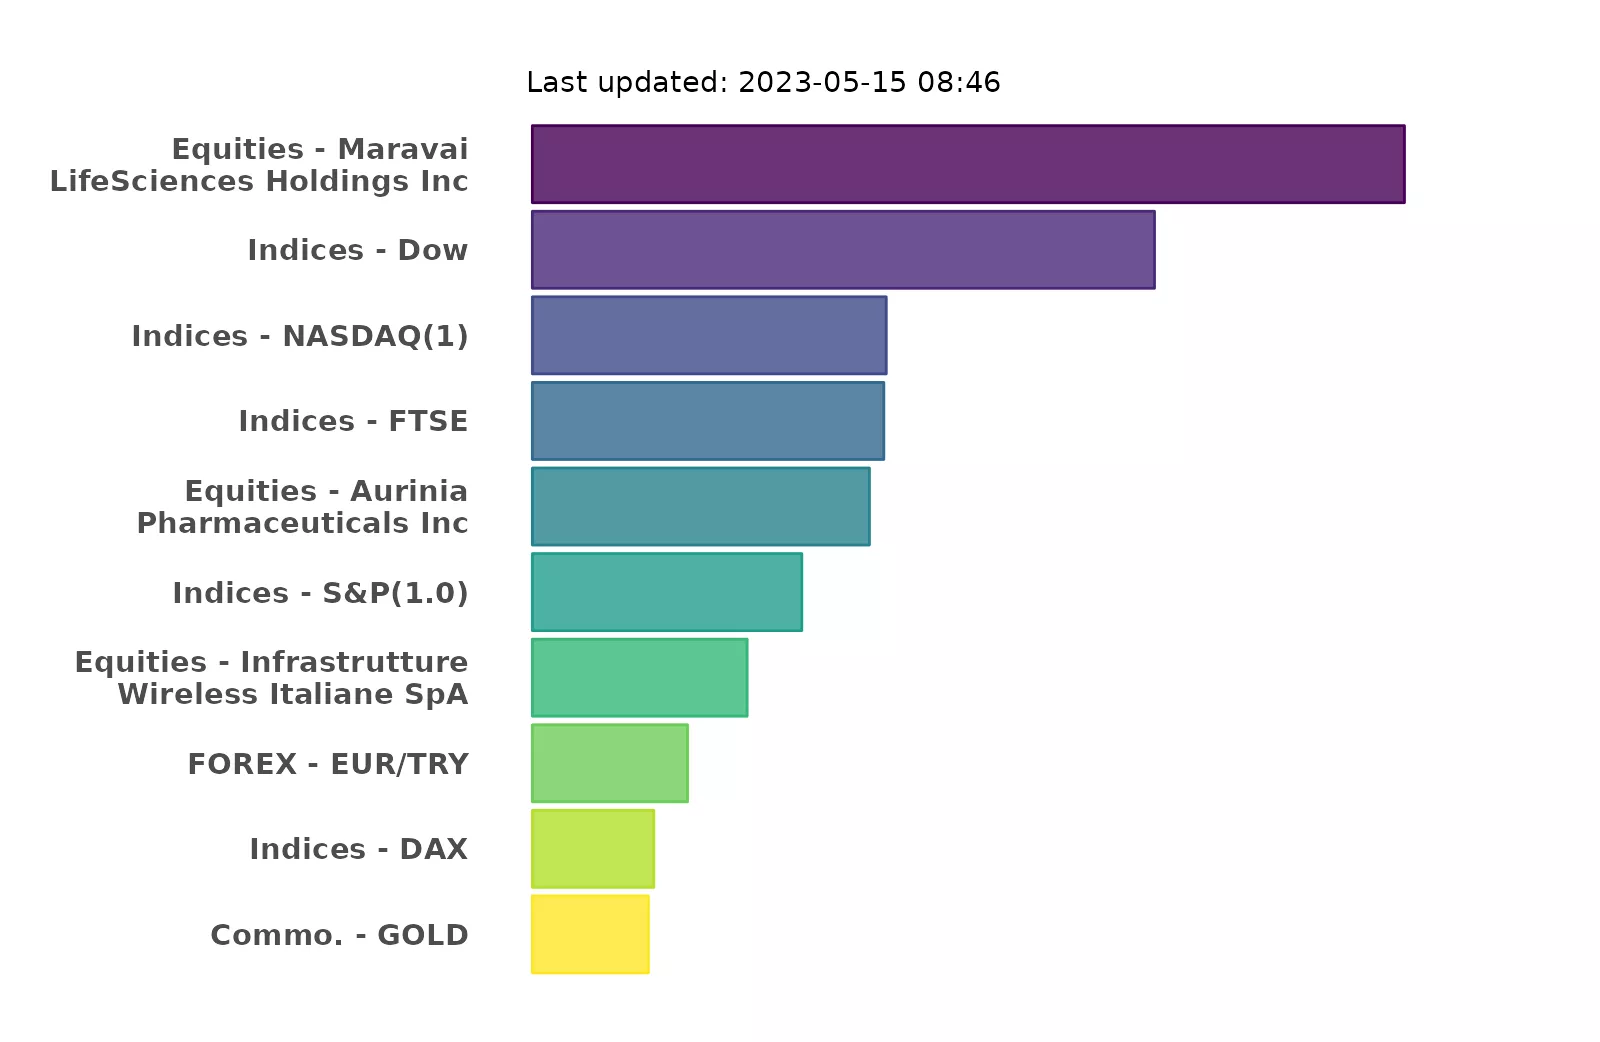 Last updated: 2023-05-15 08:46
Equities - Maravai
LifeSciences Holdings Inc
Indices - Dow
Indices - NASDAQ(1)
Indices - FTSE
Equities - Aurinia
Pharmaceuticals Inc
Indices - S&P(1.0)
Equities - Infrastrutture
Wireless Italiane SpA
FOREX - EUR/TRY
Indices - DAX
Commo. - GOLD